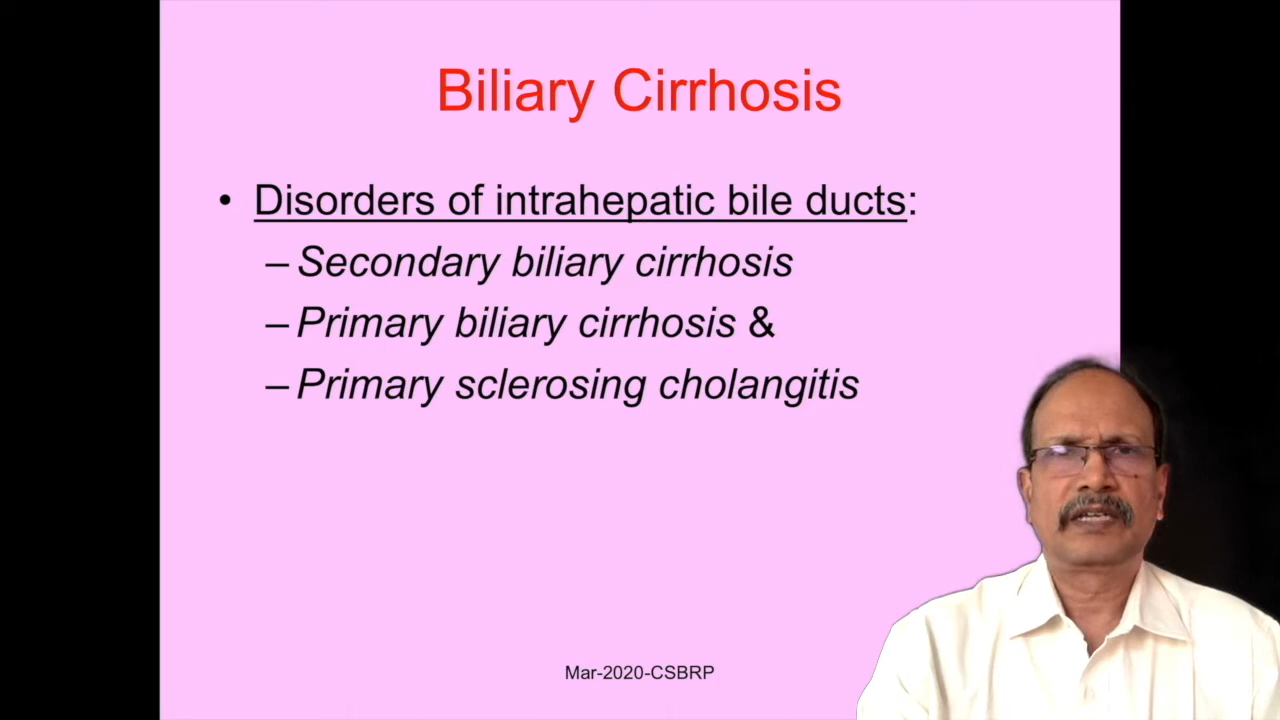 Biliary Cirrhosis
• Disorders of intrahepatic bile ducts:
– Secondary biliary cirrhosis
– Primary biliary cirrhosis &
– Primary sclerosing cholangitis
Mar-2020-CSBRP